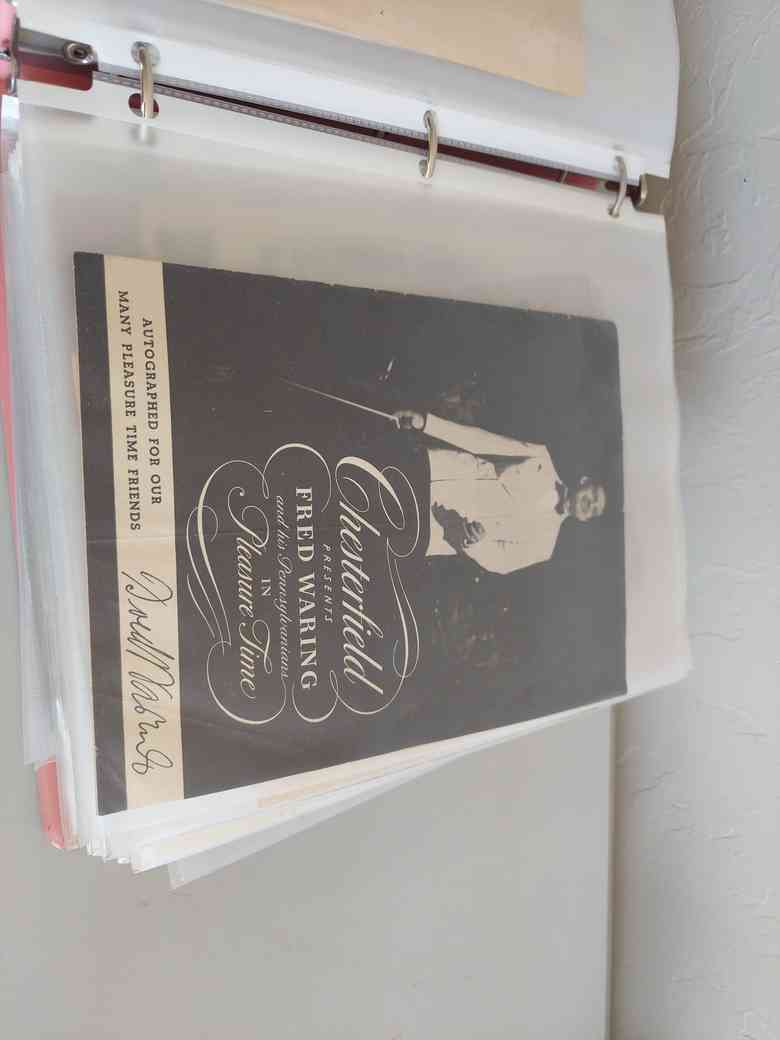 Chesterfield
PRESENTS
FRED WARING
and his Pennsylvanians
IN
Pleasure Time
AUTOGRAPHED FOR OUR
MANY PLEASURE TIME FRIENDS